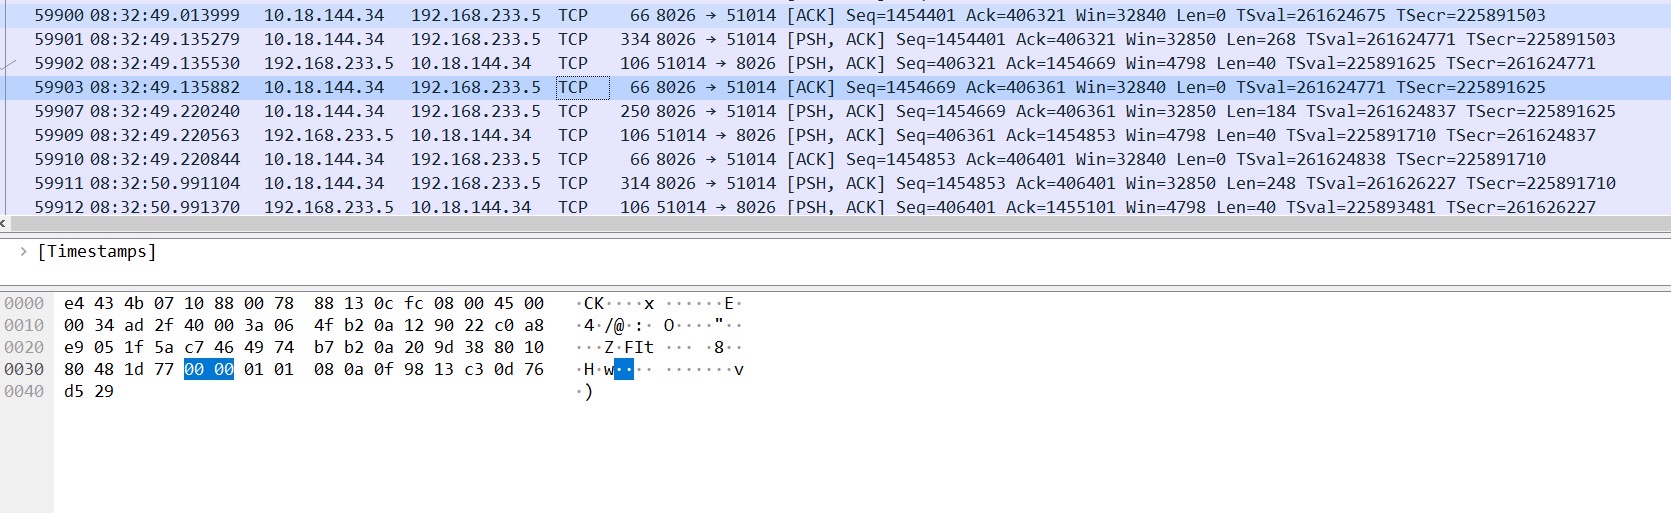 59900 08:32:49.013999 10.18.144.34 192.168.233.5 TCP 66 8026 → 51014 [ACK] Seq=1454401 Ack=406321 Win=32840 Len=0 TSval=261624675 TSecr=225891503
59901 08:32:49.135279 10.18.144.34 192.168.233.5 TCP 334 8026 → 51014 [PSH, ACK] Seq=1454401 Ack=406321 Win=32850 Len=268 TSval=261624771 TSecr=225891503
59902 08:32:49.135530 192.168.233.5 10.18.144.34 TCP 106 51014 → 8026 [PSH, ACK] Seq=406321 Ack=1454669 Win=4798 Len=40 TSval=225891625 TSecr=261624771
59903 08:32:49.135882 10.18.144.34 192.168.233.5 TCP 66 8026 → 51014 [ACK] Seq=1454669 Ack=406361 Win=32840 Len=0 TSval=261624771 TSecr=225891625
59907 08:32:49.220240 10.18.144.34 192.168.233.5 TCP 250 8026 → 51014 [PSH, ACK] Seq=1454669 Ack=406361 Win=32850 Len=184 TSval=261624837 TSecr=225891625
59909 08:32:49.220563 192.168.233.5 10.18.144.34 TCP 106 51014 → 8026 [PSH, ACK] Seq=406361 Ack=1454853 Win=4798 Len=40 TSval=225891710 TSecr=261624837
59910 08:32:49.220844 10.18.144.34 192.168.233.5 TCP 66 8026 → 51014 [ACK] Seq=1454853 Ack=406401 Win=32840 Len=0 TSval=261624838 TSecr=225891710
59911 08:32:50.991104 10.18.144.34 192.168.233.5 TCP 314 8026 → 51014 [PSH, ACK] Seq=1454853 Ack=406401 Win=32850 Len=248 TSval=261626227 TSecr=225891710
59912 08:32:50.991370 192.168.233.5 10.18.144.34 TCP 106 51014 → 8026 [PSH, ACK] Seq=406401 Ack=1455101 Win=4798 Len=40 TSval=225893481 TSecr=261626227
[Timestamps]
0000 e4 43 4b 07 10 88 00 78 88 13 0c fc 08 00 45 00 ·CK····x ······E·
0010 00 34 ad 2f 40 00 3a 06 4f b2 0a 12 90 22 c0 a8 ·4·/@·:· O····"··
0020 e9 05 1f 5a c7 46 49 74 b7 b2 0a 20 9d 38 80 10 ···Z·FIt ··· ·8··
0030 80 48 1d 77 00 00 01 01 08 0a 0f 98 13 c3 0d 76 ·H·w···· ·······v
0040 d5 29 ·)